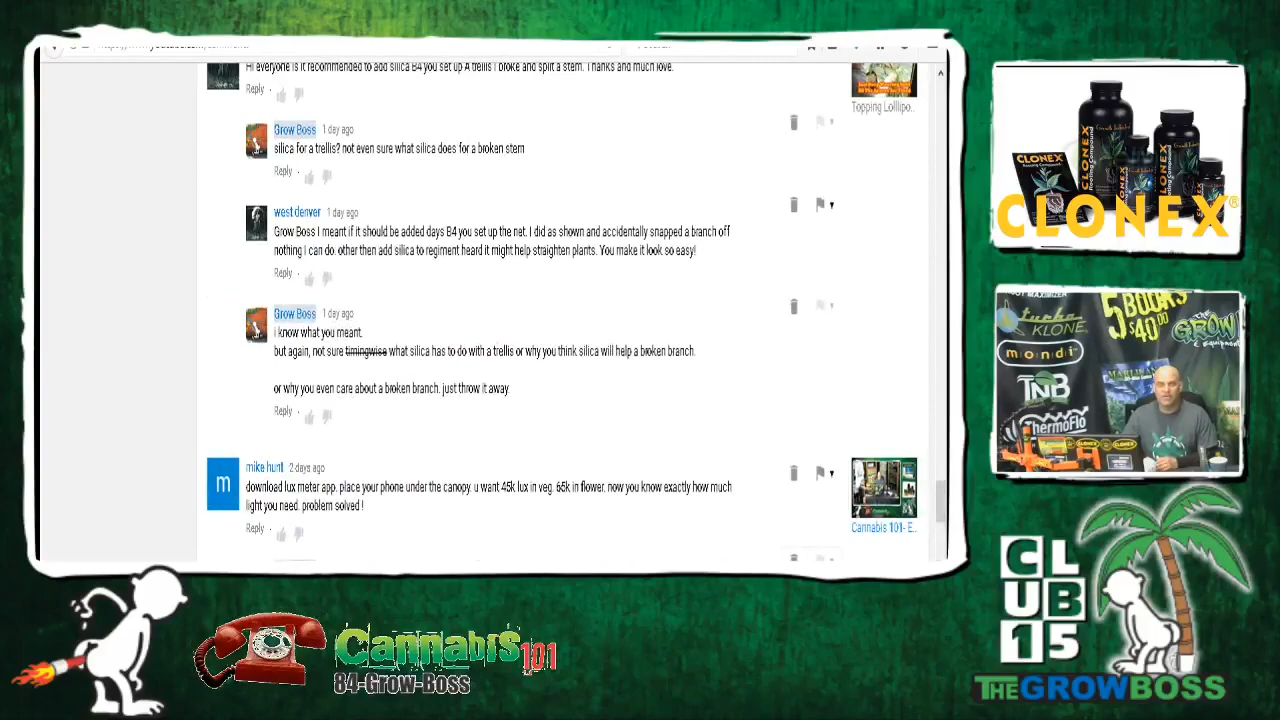 Hi everyone is it recommended to add silica B4 you set up A trellis I broke and split a stem. Thanks and much love.
Reply ·
Topping Lolllipo..
Grow Boss 1 day ago
silica for a trellis? not even sure what silica does for a broken stem
Reply ·
west denver 1 day ago
Grow Boss I meant if it should be added days B4 you set up the net. I did as shown and accidentally snapped a branch off
nothing I can do. other then add silica to regiment heard it might help straighten plants. You make it look so easy!
Reply ·
Grow Boss 1 day ago
i know what you meant.
but again, not sure timingwise what silica has to do with a trellis or why you think silica will help a broken branch.
or why you even care about a broken branch. just throw it away.
Reply ·
m
mike hunt 2 days ago
download lux meter app. place your phone under the canopy. u want 45k lux in veg. 65k in flower. now you know exactly how much
light you need. problem solved !
Reply ·
Cannabis 101- E..
CLONEX
CLONEX
CLONEX
CLONEX
CLONEX
CLONEX®
5 BOOKS
$40.00
turbo
KLONE
THE GROW
mondi
TNB
ThermoFlo
Cannabis 101
84-Grow-Boss
CLUB 15
THEGROWBOSS